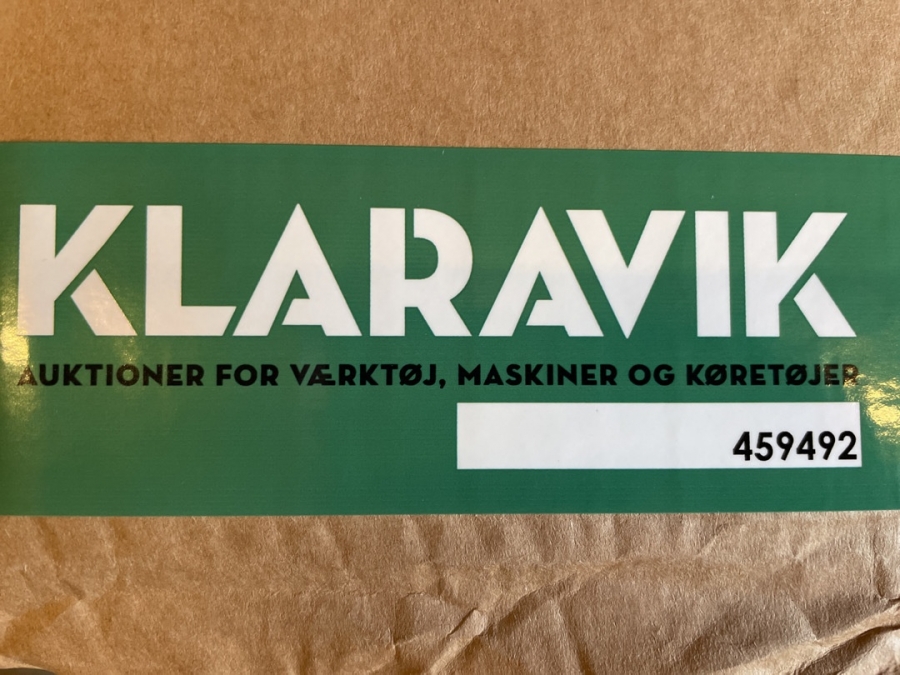 KLARAVIK
AUKTIONER FOR VÆRKTØJ, MASKINER OG KØRETØJER
459492